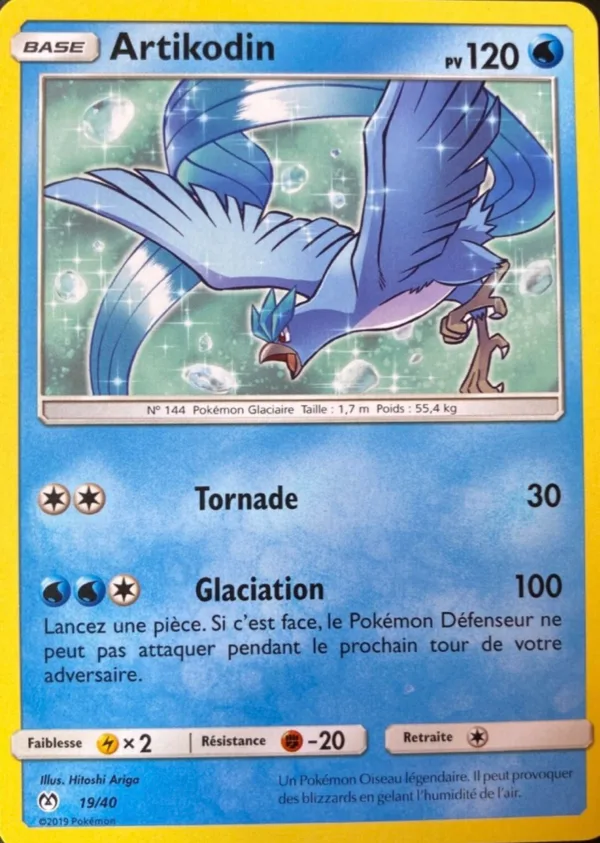 BASE Artikodin PV 120
N° 144 Pokémon Glaciaire Taille : 1,7 m Poids : 55,4 kg
Tornade 30
Glaciation 100
Lancez une pièce. Si c'est face, le Pokémon Défenseur ne
peut pas attaquer pendant le prochain tour de votre
adversaire.
Faiblesse ×2 Résistance -20 Retraite
Illus. Hitoshi Ariga
19/40
©2019 Pokémon
Un Pokémon Oiseau légendaire. Il peut provoquer
des blizzards en gelant l'humidité de l'air.